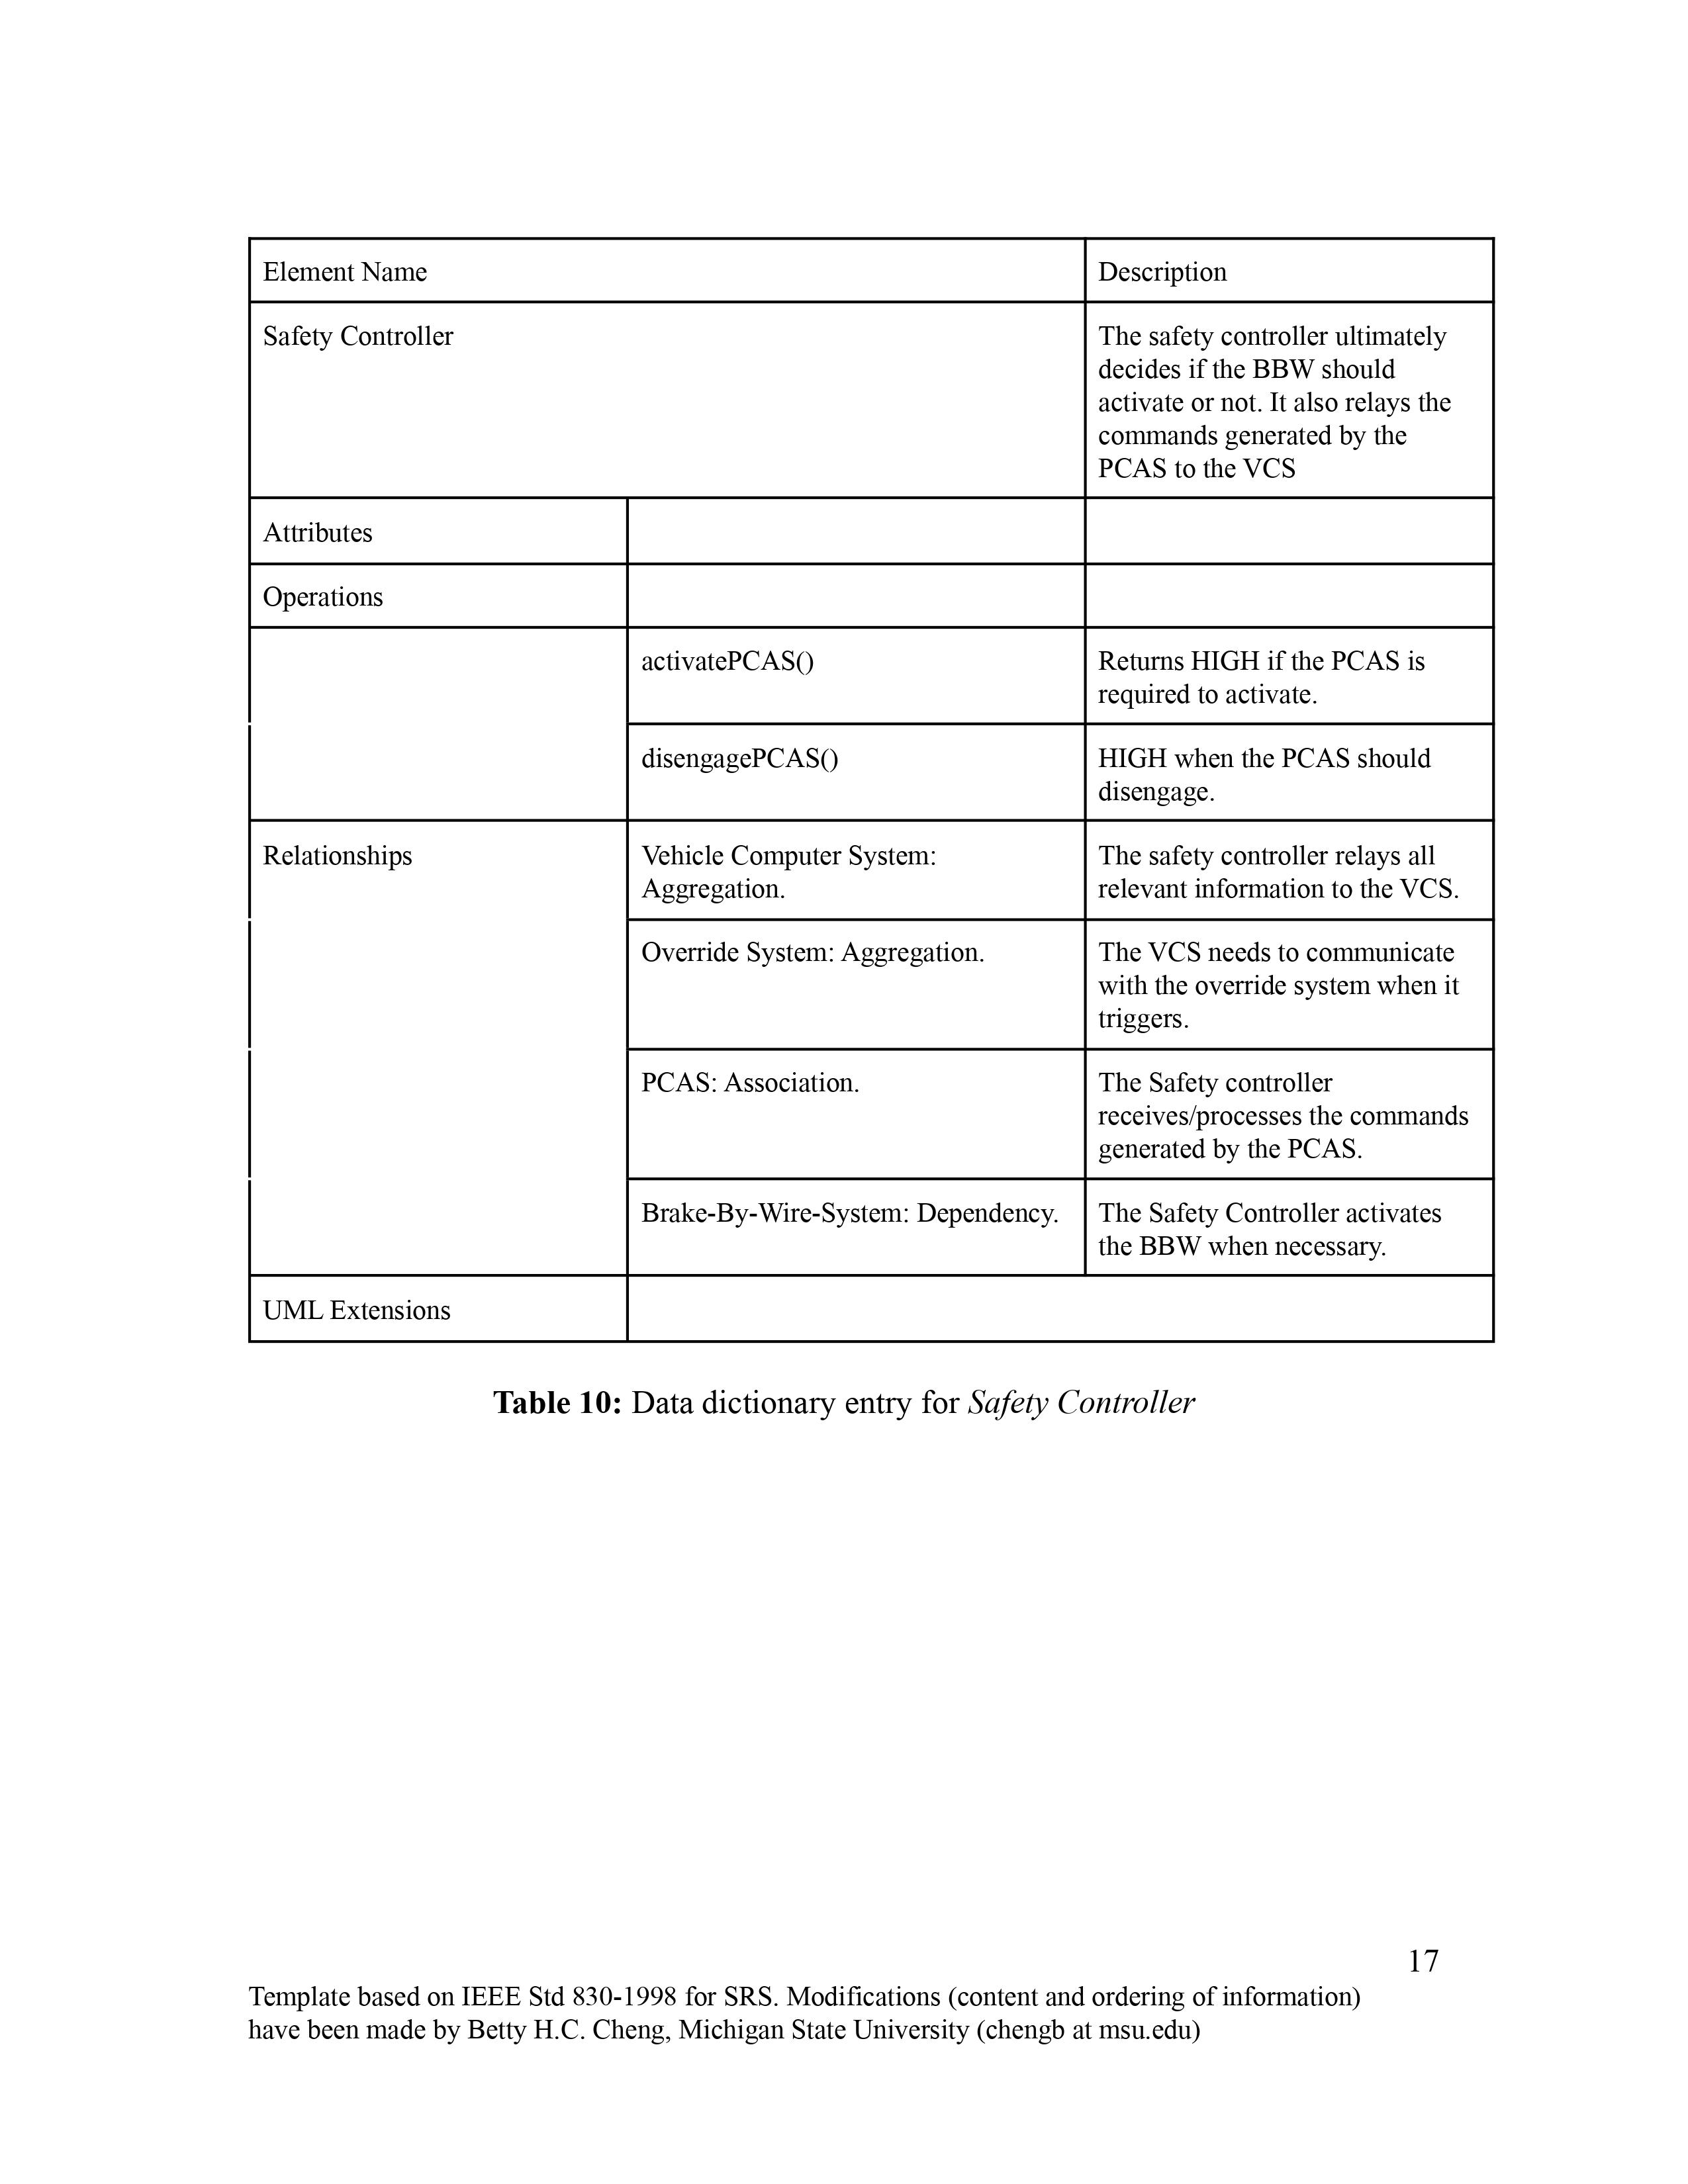 Element Name
Description
Safety Controller
The safety controller ultimately
decides if the BBW should
activate or not. It also relays the
commands generated by the
PCAS to the VCS
Attributes
Operations
activatePCAS()
Returns HIGH if the PCAS is
required to activate.
disengagePCAS()
HIGH when the PCAS should
disengage.
Relationships
Vehicle Computer System:
Aggregation.
The safety controller relays all
relevant information to the VCS.
Override System: Aggregation.
The VCS needs to communicate
with the override system when it
triggers.
PCAS: Association.
The Safety controller
receives/processes the commands
generated by the PCAS.
Brake-By-Wire-System: Dependency.
The Safety Controller activates
the BBW when necessary.
UML Extensions
Table 10: Data dictionary entry for Safety Controller
17
Template based on IEEE Std 830-1998 for SRS. Modifications (content and ordering of information)
have been made by Betty H.C. Cheng, Michigan State University (chengb at msu.edu)